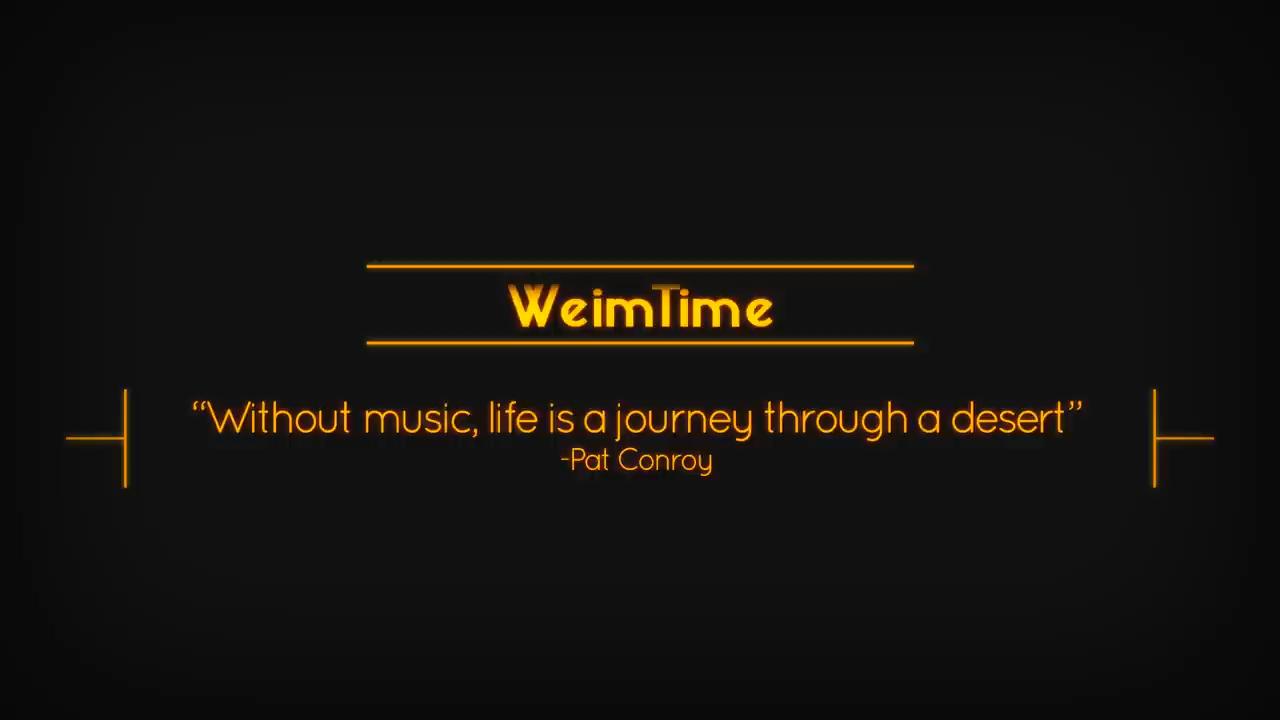 WeimTime
“Without music, life is a journey through a desert”
-Pat Conroy